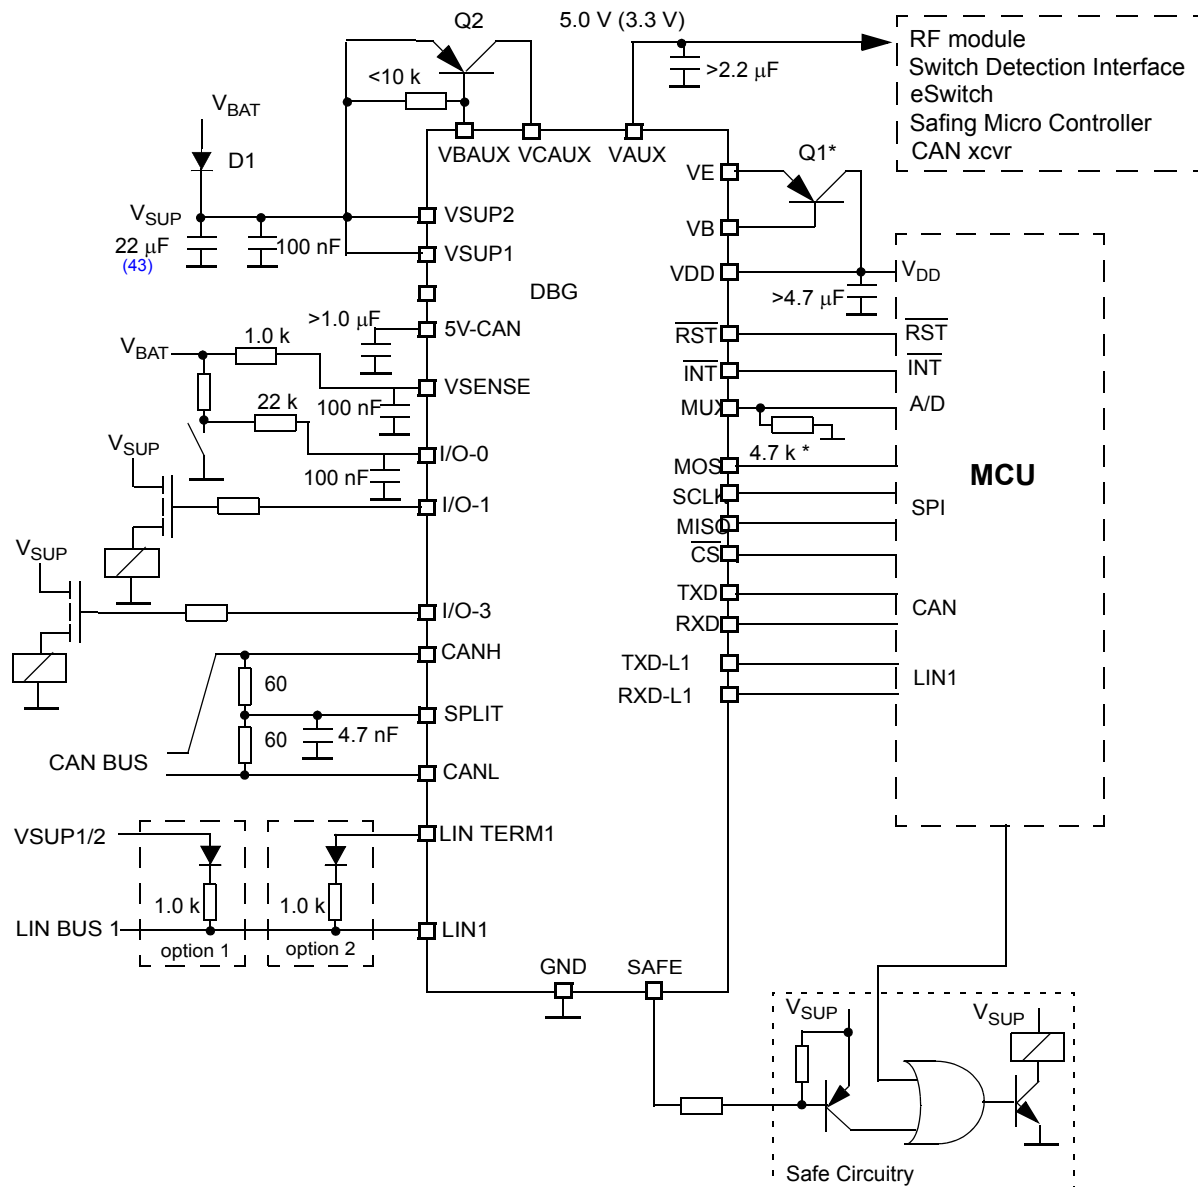 Q2
5.0 V (3.3 V)
RF module
Switch Detection Interface
eSwitch
Safing Micro Controller
CAN xcvr
>2.2 μF
<10 k
VBAT
D1
VBAUX
VCAUX
VAUX
Q1*
VE
VB
VSUP
22 μF
(43)
100 nF
VSUP2
VSUP1
DBG
VDD
VDD
>4.7 μF
>1.0 μF
5V-CAN
RST
RST
VBAT
1.0 k
INT
INT
VSENSE
100 nF
22 k
MUX
A/D
4.7 k *
VSUP
I/O-0
100 nF
MOS
SCLK
MISO
CS
SPI
MCU
I/O-1
VSUP
I/O-3
TXD
RXD
CAN
CANH
60
TXD-L1
RXD-L1
LIN1
SPLIT
60
4.7 nF
CAN BUS
CANL
VSUP1/2
LIN TERM1
1.0 k
1.0 k
LIN BUS 1
LIN1
option 1
option 2
GND
SAFE
VSUP
VSUP
Safe Circuitry